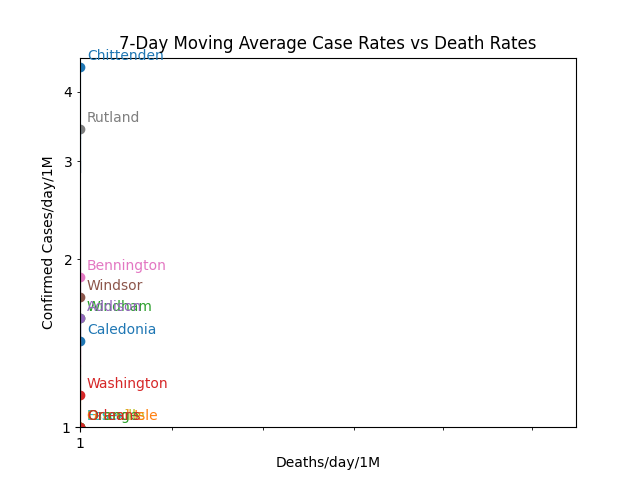 7-Day Moving Average Case Rates vs Death Rates
Chittenden
4
Rutland
3
Confirmed Cases/day/1M
Bennington
2
Windsor
Windham
Caledonia
Washington
1
1
Deaths/day/1M